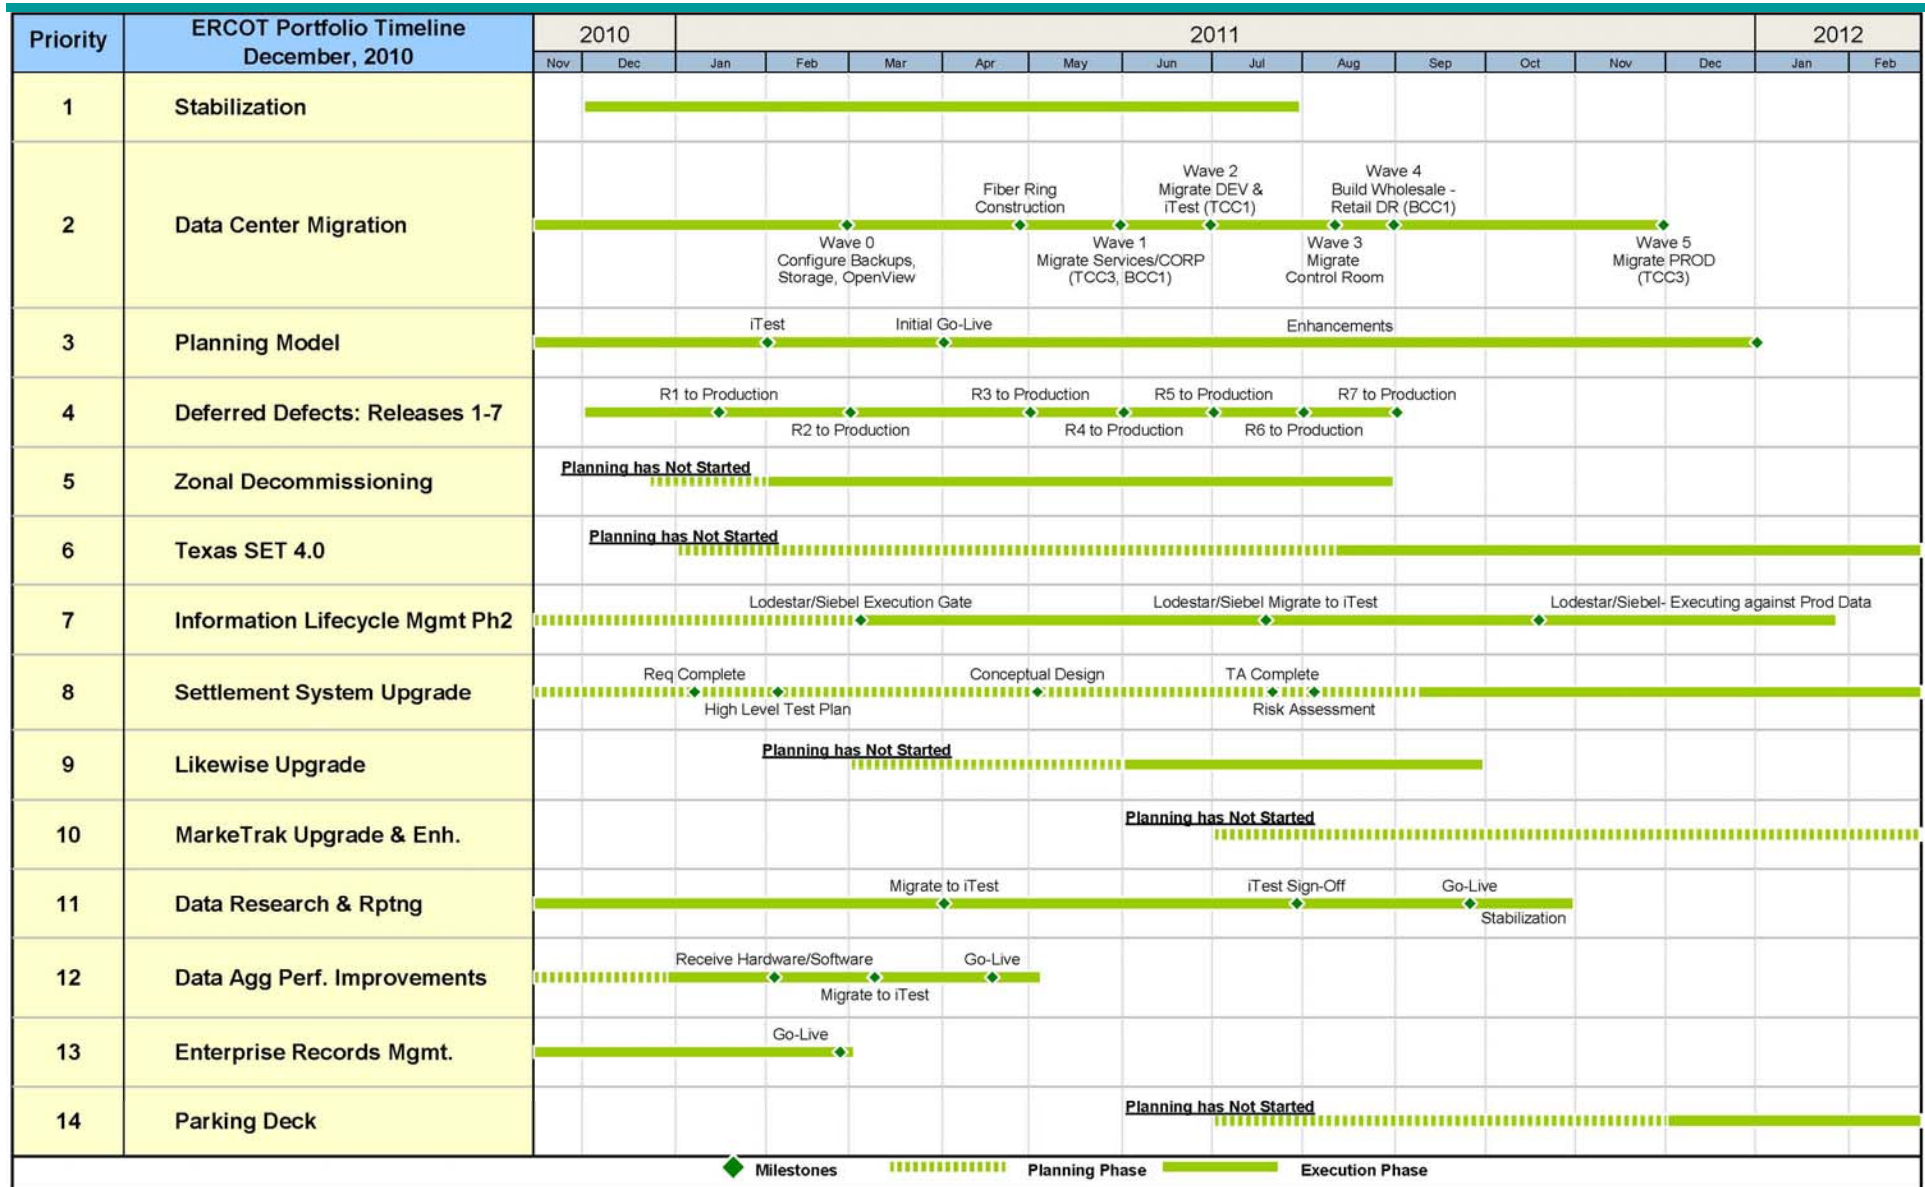 Priority
ERCOT Portfolio Timeline
December, 2010
2010
2011
2012
Nov
Dec
Jan
Feb
Mar
Apr
May
Jun
Jul
Aug
Sep
Oct
Nov
Dec
Jan
Feb
1
Stabilization
2
Data Center Migration
Wave 0
Configure Backups,
Storage, OpenView
Fiber Ring
Construction
Wave 1
Migrate Services/CORP
(TCC3, BCC1)
Wave 2
Migrate DEV &
iTest (TCC1)
Wave 3
Migrate
Control Room
Wave 4
Build Wholesale -
Retail DR (BCC1)
Wave 5
Migrate PROD
(TCC3)
3
Planning Model
iTest
Initial Go-Live
Enhancements
4
Deferred Defects: Releases 1-7
R1 to Production
R2 to Production
R3 to Production
R4 to Production
R5 to Production
R6 to Production
R7 to Production
5
Zonal Decommissioning
Planning has Not Started
6
Texas SET 4.0
Planning has Not Started
7
Information Lifecycle Mgmt Ph2
Lodestar/Siebel Execution Gate
Lodestar/Siebel Migrate to iTest
Lodestar/Siebel- Executing against Prod Data
8
Settlement System Upgrade
Req Complete
High Level Test Plan
Conceptual Design
TA Complete
Risk Assessment
9
Likewise Upgrade
Planning has Not Started
10
MarkeTrak Upgrade & Enh.
Planning has Not Started
11
Data Research & Rptng
Migrate to iTest
iTest Sign-Off
Go-Live
Stabilization
12
Data Agg Perf. Improvements
Receive Hardware/Software
Migrate to iTest
Go-Live
13
Enterprise Records Mgmt.
Go-Live
14
Parking Deck
Planning has Not Started
Milestones
Planning Phase
Execution Phase